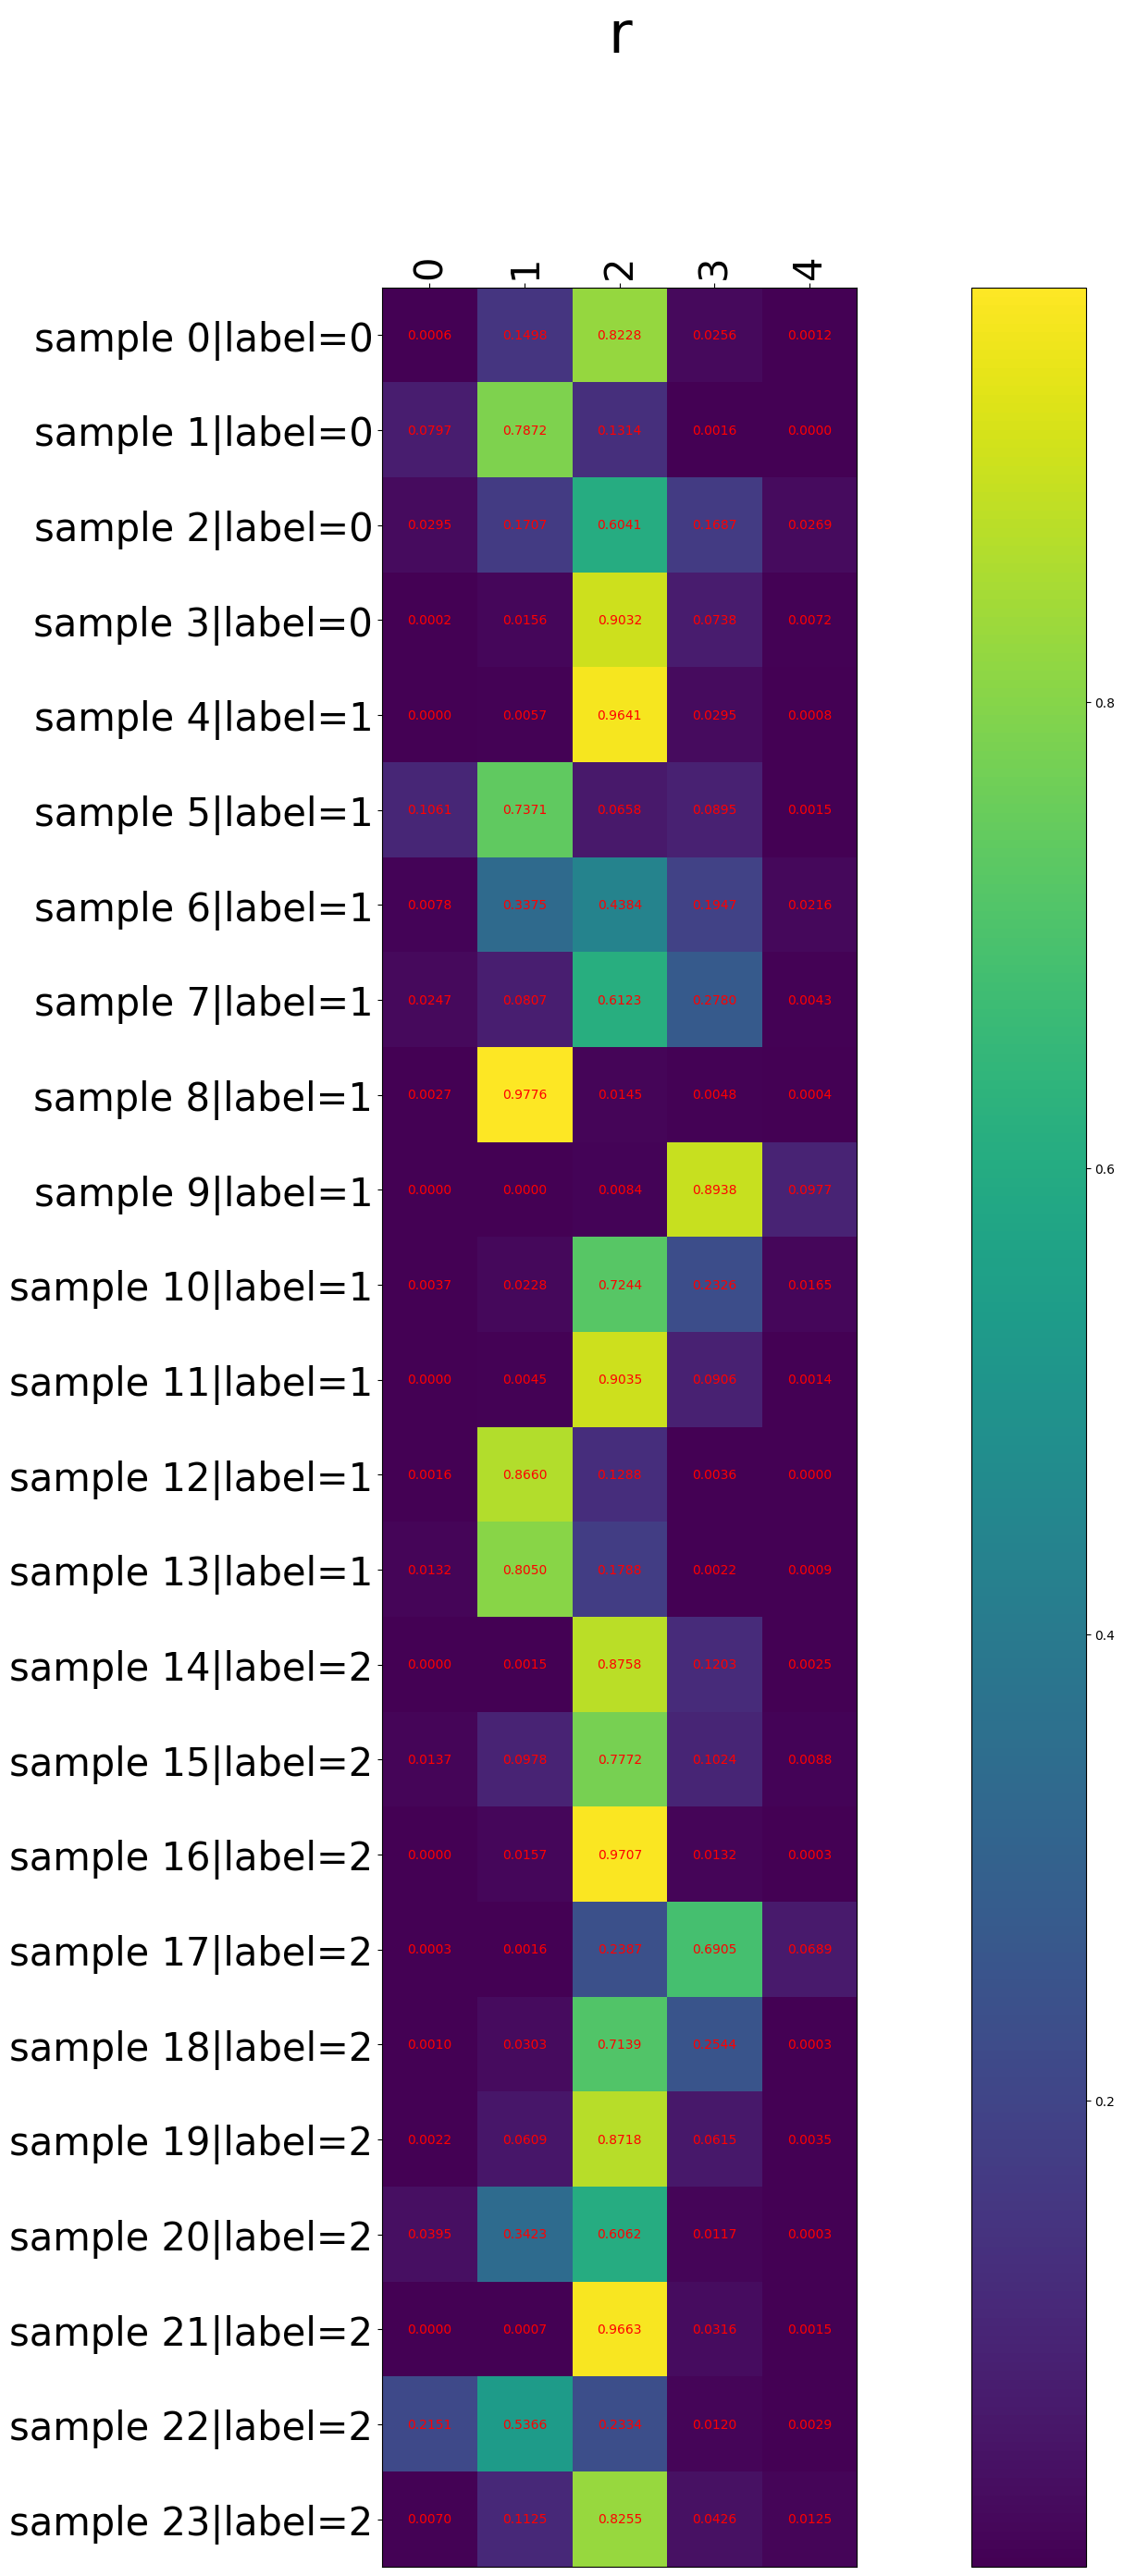 r
0 1 2 3 4
sample 0|label=0 0.0006 0.1498 0.8228 0.0256 0.0012
sample 1|label=0 0.0797 0.7872 0.1314 0.0016 0.0000
sample 2|label=0 0.0295 0.1707 0.6041 0.1687 0.0269
sample 3|label=0 0.0002 0.0156 0.9032 0.0738 0.0072
0.8
sample 4|label=1 0.0000 0.0057 0.9641 0.0295 0.0008
sample 5|label=1 0.1061 0.7371 0.0658 0.0895 0.0015
sample 6|label=1 0.0078 0.3375 0.4384 0.1947 0.0216
sample 7|label=1 0.0247 0.0807 0.6123 0.2780 0.0043
sample 8|label=1 0.0027 0.9776 0.0145 0.0048 0.0004
0.6
sample 9|label=1 0.0000 0.0000 0.0084 0.8938 0.0977
sample 10|label=1 0.0037 0.0228 0.7244 0.2326 0.0165
sample 11|label=1 0.0000 0.0045 0.9035 0.0906 0.0014
sample 12|label=1 0.0016 0.8660 0.1288 0.0036 0.0000
sample 13|label=1 0.0132 0.8050 0.0022 0.0009
0.4
sample 14|label=2 0.0000 0.0015 0.8758 0.1203 0.0025
sample 15|label=2 0.0137 0.0978 0.7772 0.1024 0.0088
sample 16|label=2 0.0000 0.0157 0.9707 0.0132 0.0003
sample 17|label=2 0.0003 0.0016 0.2387 0.6905 0.0689
sample 18|label=2 0.0010 0.0303 0.7139 0.2544 0.0003
0.2
sample 19|label=2 0.0022 0.0609 0.8718 0.0615 0.0035
sample 20|label=2 0.0395 0.3423 0.6062 0.0117 0.0003
sample 21|label=2 0.0000 0.0007 0.9663 0.0316 0.0015
sample 22|label=2 0.2151 0.5366 0.2334 0.0120 0.0029
sample 23|label=2 0.0070 0.1125 0.8255 0.0426 0.0125